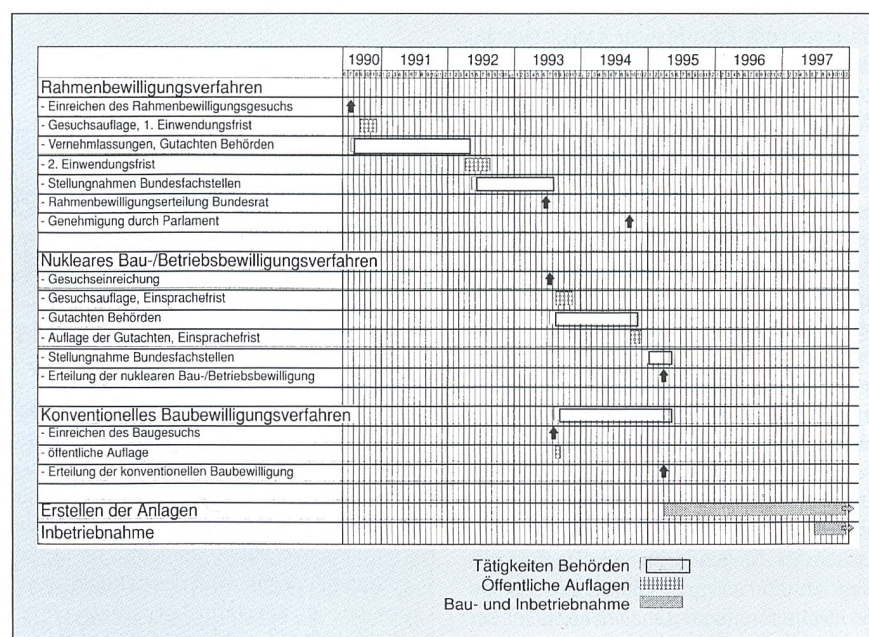 1990 1991 1992 1993 1994 1995 1996 1997
Rahmenbewilligungsverfahren
- Einreichen des Rahmenbewilligungsgesuchs
- Gesuchsauflage, 1. Einwendungsfrist
- Vernehmlassungen, Gutachten Behörden
- 2. Einwendungsfrist
- Stellungnahmen Bundesfachstellen
- Rahmenbewilligungserteilung Bundesrat
- Genehmigung durch Parlament
Nukleares Bau-/Betriebsbewilligungsverfahren
- Gesuchseinreichung
- Gesuchsauflage, Einsprachefrist
- Gutachten Behörden
- Auflage der Gutachten, Einsprachefrist
- Stellungnahme Bundesfachstellen
- Erteilung der nuklearen Bau-/Betriebsbewilligung
Konventionelles Baubewilligungsverfahren
- Einreichen des Baugesuchs
- öffentliche Auflage
- Erteilung der konventionellen Baubewilligung
Erstellen der Anlagen
Inbetriebnahme
Tätigkeiten Behörden
Öffentliche Auflagen
Bau- und Inbetriebnahme